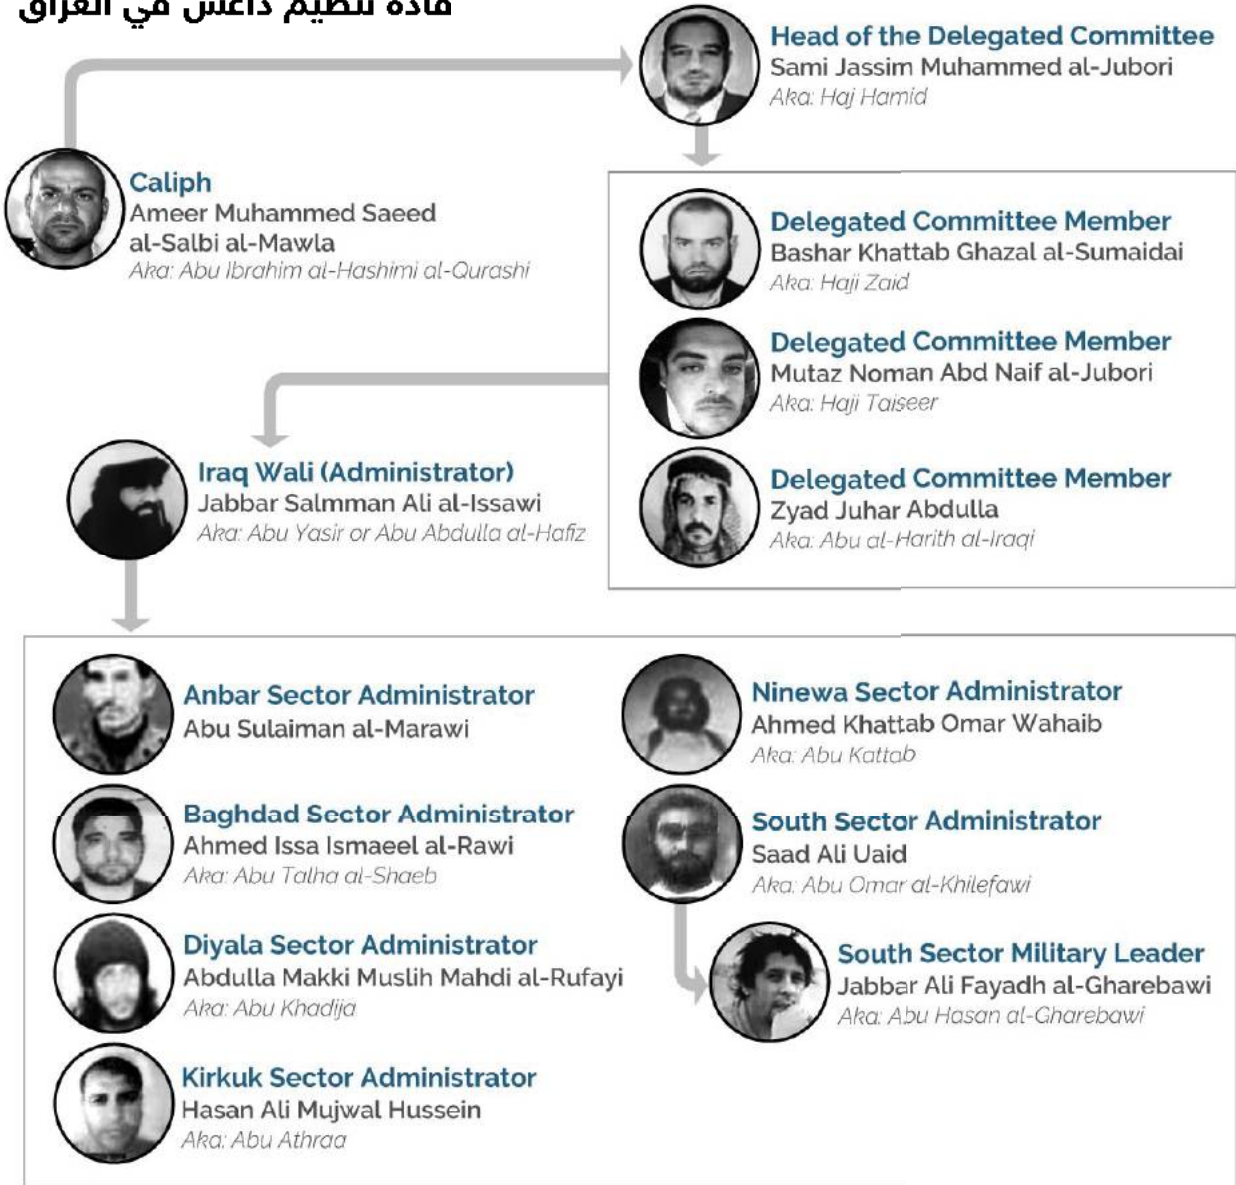 قادة تنظيم داعش في العراق
Head of the Delegated Committee
Sami Jassim Muhammed al-Jubori
Aka: Haj Hamid
Caliph
Ameer Muhammed Saeed
al-Salbi al-Mawla
Aka: Abu Ibrahim al-Hashimi al-Qurashi
Delegated Committee Member
Bashar Khattab Ghazal al-Sumaidai
Aka: Haji Zaid
Delegated Committee Member
Mutaz Noman Abd Naif al-Jubori
Aka: Haji Taiseer
Iraq Wali (Administrator)
Jabbar Salmman Ali al-Issawi
Aka: Abu Yasir or Abu Abdulla al-Hafiz
Delegated Committee Member
Zyad Juhar Abdulla
Aka: Abu al-Harith al-Iraqi
Anbar Sector Administrator
Abu Sulaiman al-Marawi
Baghdad Sector Administrator
Ahmed Issa Ismaeel al-Rawi
Aka: Abu Talha al-Shaeb
Diyala Sector Administrator
Abdulla Makki Muslih Mahdi al-Rufayi
Aka: Abu Khadija
Kirkuk Sector Administrator
Hasan Ali Mujwal Hussein
Aka: Abu Athraa
Ninewa Sector Administrator
Ahmed Khattab Omar Wahaib
Aka: Abu Kattab
South Sector Administrator
Saad Ali Uaid
Aka: Abu Omar al-Khilefawi
South Sector Military Leader
Jabbar Ali Fayadh al-Gharebawi
Aka: Abu Hasan al-Gharebawi